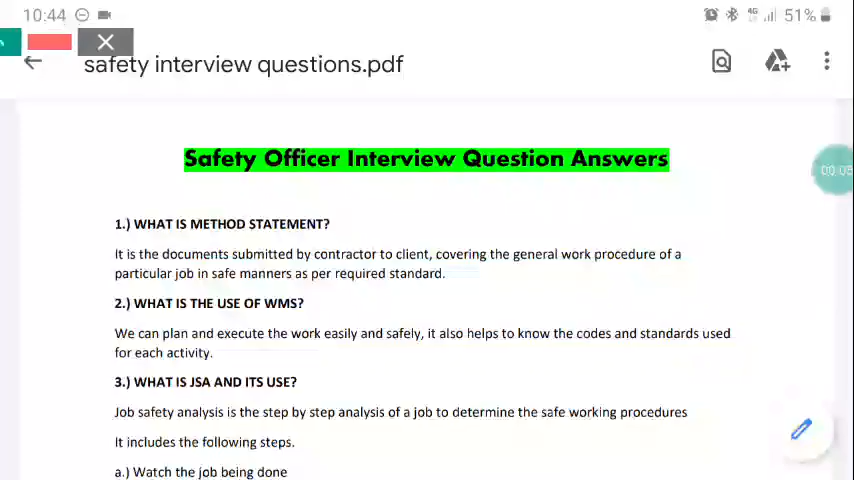 10:44
4G
51%
safety interview questions.pdf
Safety Officer Interview Question Answers
00:03
1.) WHAT IS METHOD STATEMENT?
It is the documents submitted by contractor to client, covering the general work procedure of a
particular job in safe manners as per required standard.
2.) WHAT IS THE USE OF WMS?
We can plan and execute the work easily and safely, it also helps to know the codes and standards used
for each activity.
3.) WHAT IS JSA AND ITS USE?
Job safety analysis is the step by step analysis of a job to determine the safe working procedures
It includes the following steps.
a.) Watch the job being done